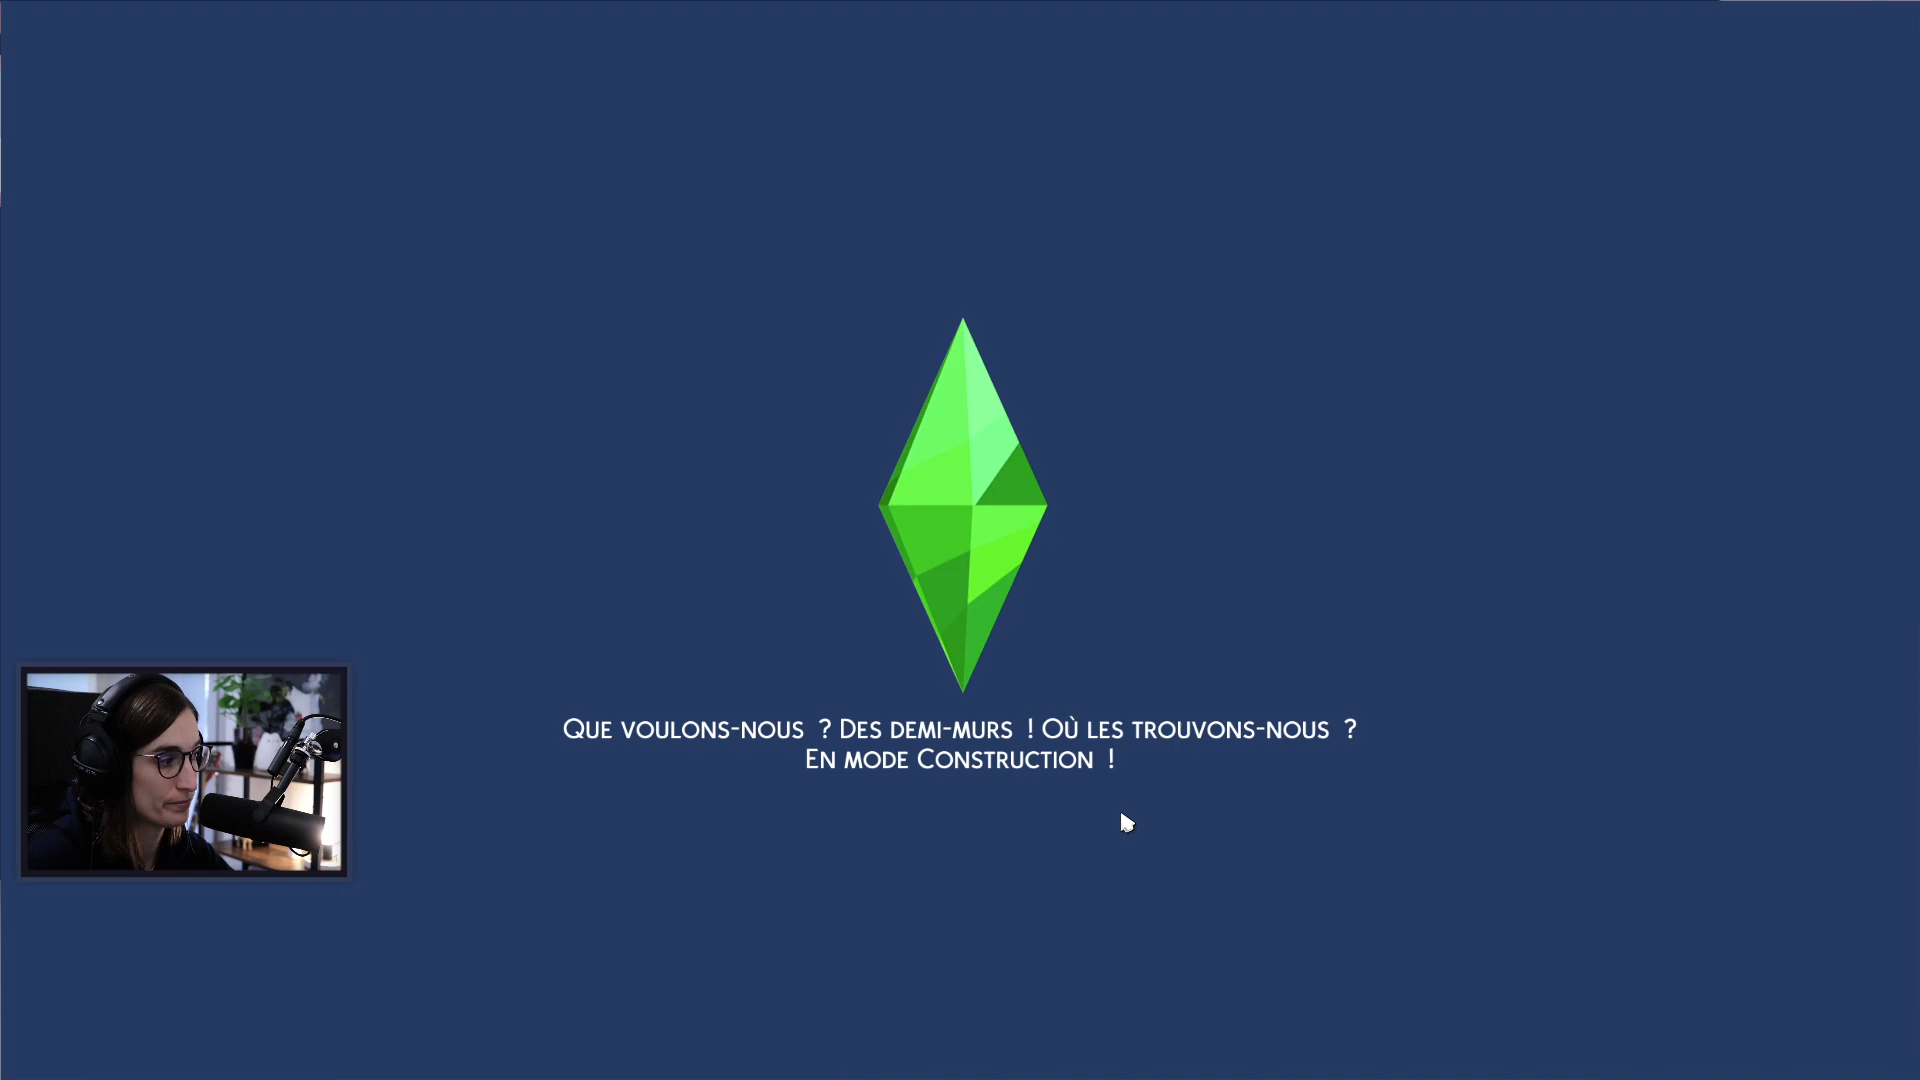 Que voulons-nous ? Des demi-murs ! Où les trouvons-nous ?
En mode Construction !